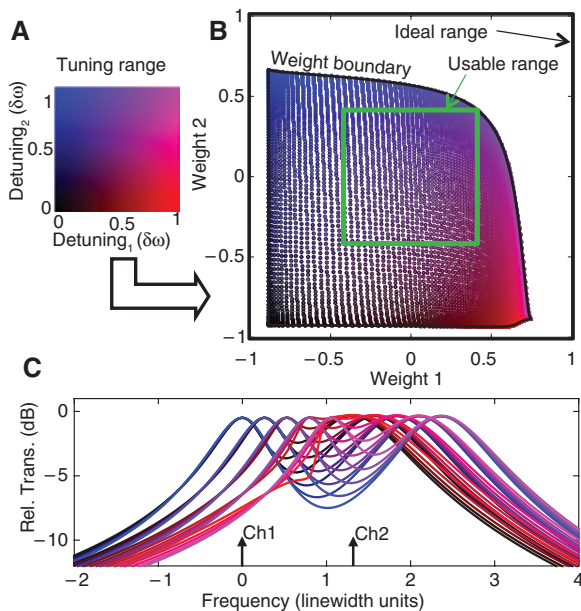 A
Tuning range
Detuning₂ (δω)
1
0.5
0
0 0.5 1
Detuning₁ (δω)
B
Ideal range
Weight boundary
Usable range
Weight 2
1
0.5
0
−0.5
−1
−1 −0.5 0 0.5 1
Weight 1
C
Rel. Trans. (dB)
0
−5
−10
Ch1 Ch2
−2 −1 0 1 2 3 4
Frequency (linewidth units)